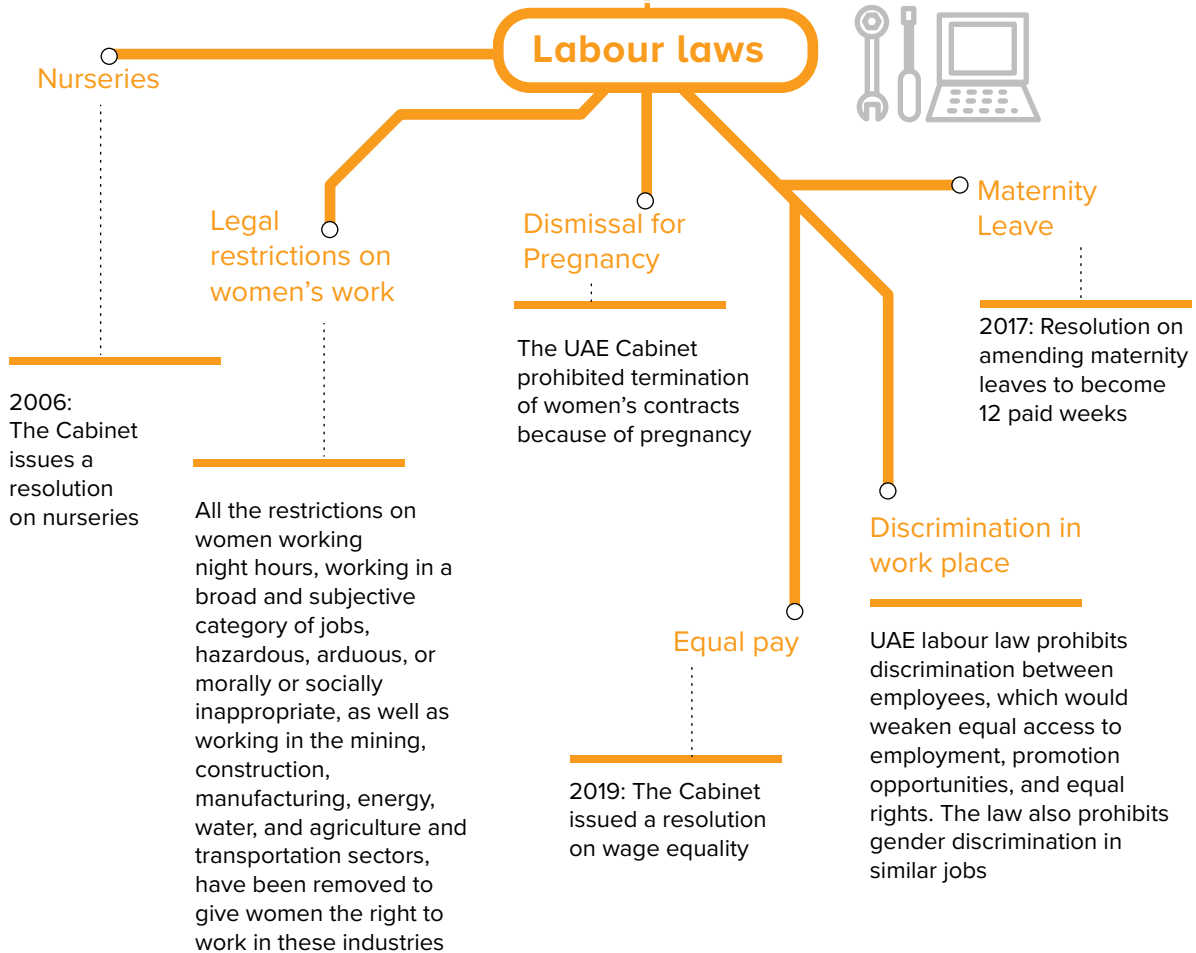 Labour laws
Nurseries
2006:
The Cabinet
issues a
resolution
on nurseries
Legal
restrictions on
women's work
All the restrictions on
women working
night hours, working in a
broad and subjective
category of jobs,
hazardous, arduous, or
morally or socially
inappropriate, as well as
working in the mining,
construction,
manufacturing, energy,
water, and agriculture and
transportation sectors,
have been removed to
give women the right to
work in these industries
Dismissal for
Pregnancy
The UAE Cabinet
prohibited termination
of women's contracts
because of pregnancy
Equal pay
2019: The Cabinet
issued a resolution
on wage equality
Discrimination in
work place
UAE labour law prohibits
discrimination between
employees, which would
weaken equal access to
employment, promotion
opportunities, and equal
rights. The law also prohibits
gender discrimination in
similar jobs
Maternity
Leave
2017: Resolution on
amending maternity
leaves to become
12 paid weeks